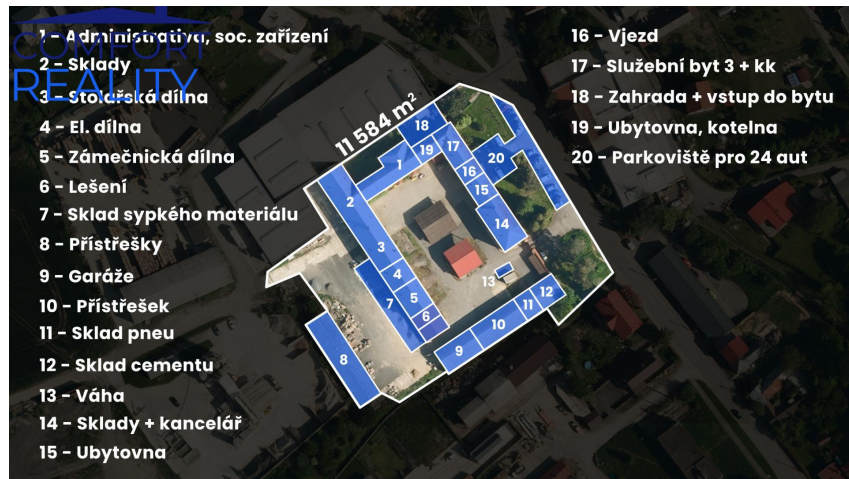 COMFORT
REALITY
1 - Administrativa, soc. zařízení
2 - Sklady
3 - Stolařská dílna
4 - El. dílna
5 - Zámečnická dílna
6 - Lešení
7 - Sklad sypkého materiálu
8 - Přístřešky
9 - Garáže
10 - Přístřešek
11 - Sklad pneu
12 - Sklad cementu
13 - Váha
14 - Sklady + kancelář
15 - Ubytovna
16 - Vjezd
17 - Služební byt 3 + kk
18 - Zahrada + vstup do bytu
19 - Ubytovna, kotelna
20 - Parkoviště pro 24 aut
11 584 m²
18
19
17
1
20
16
15
2
14
3
4
13
5
7
12
6
11
10
9
8